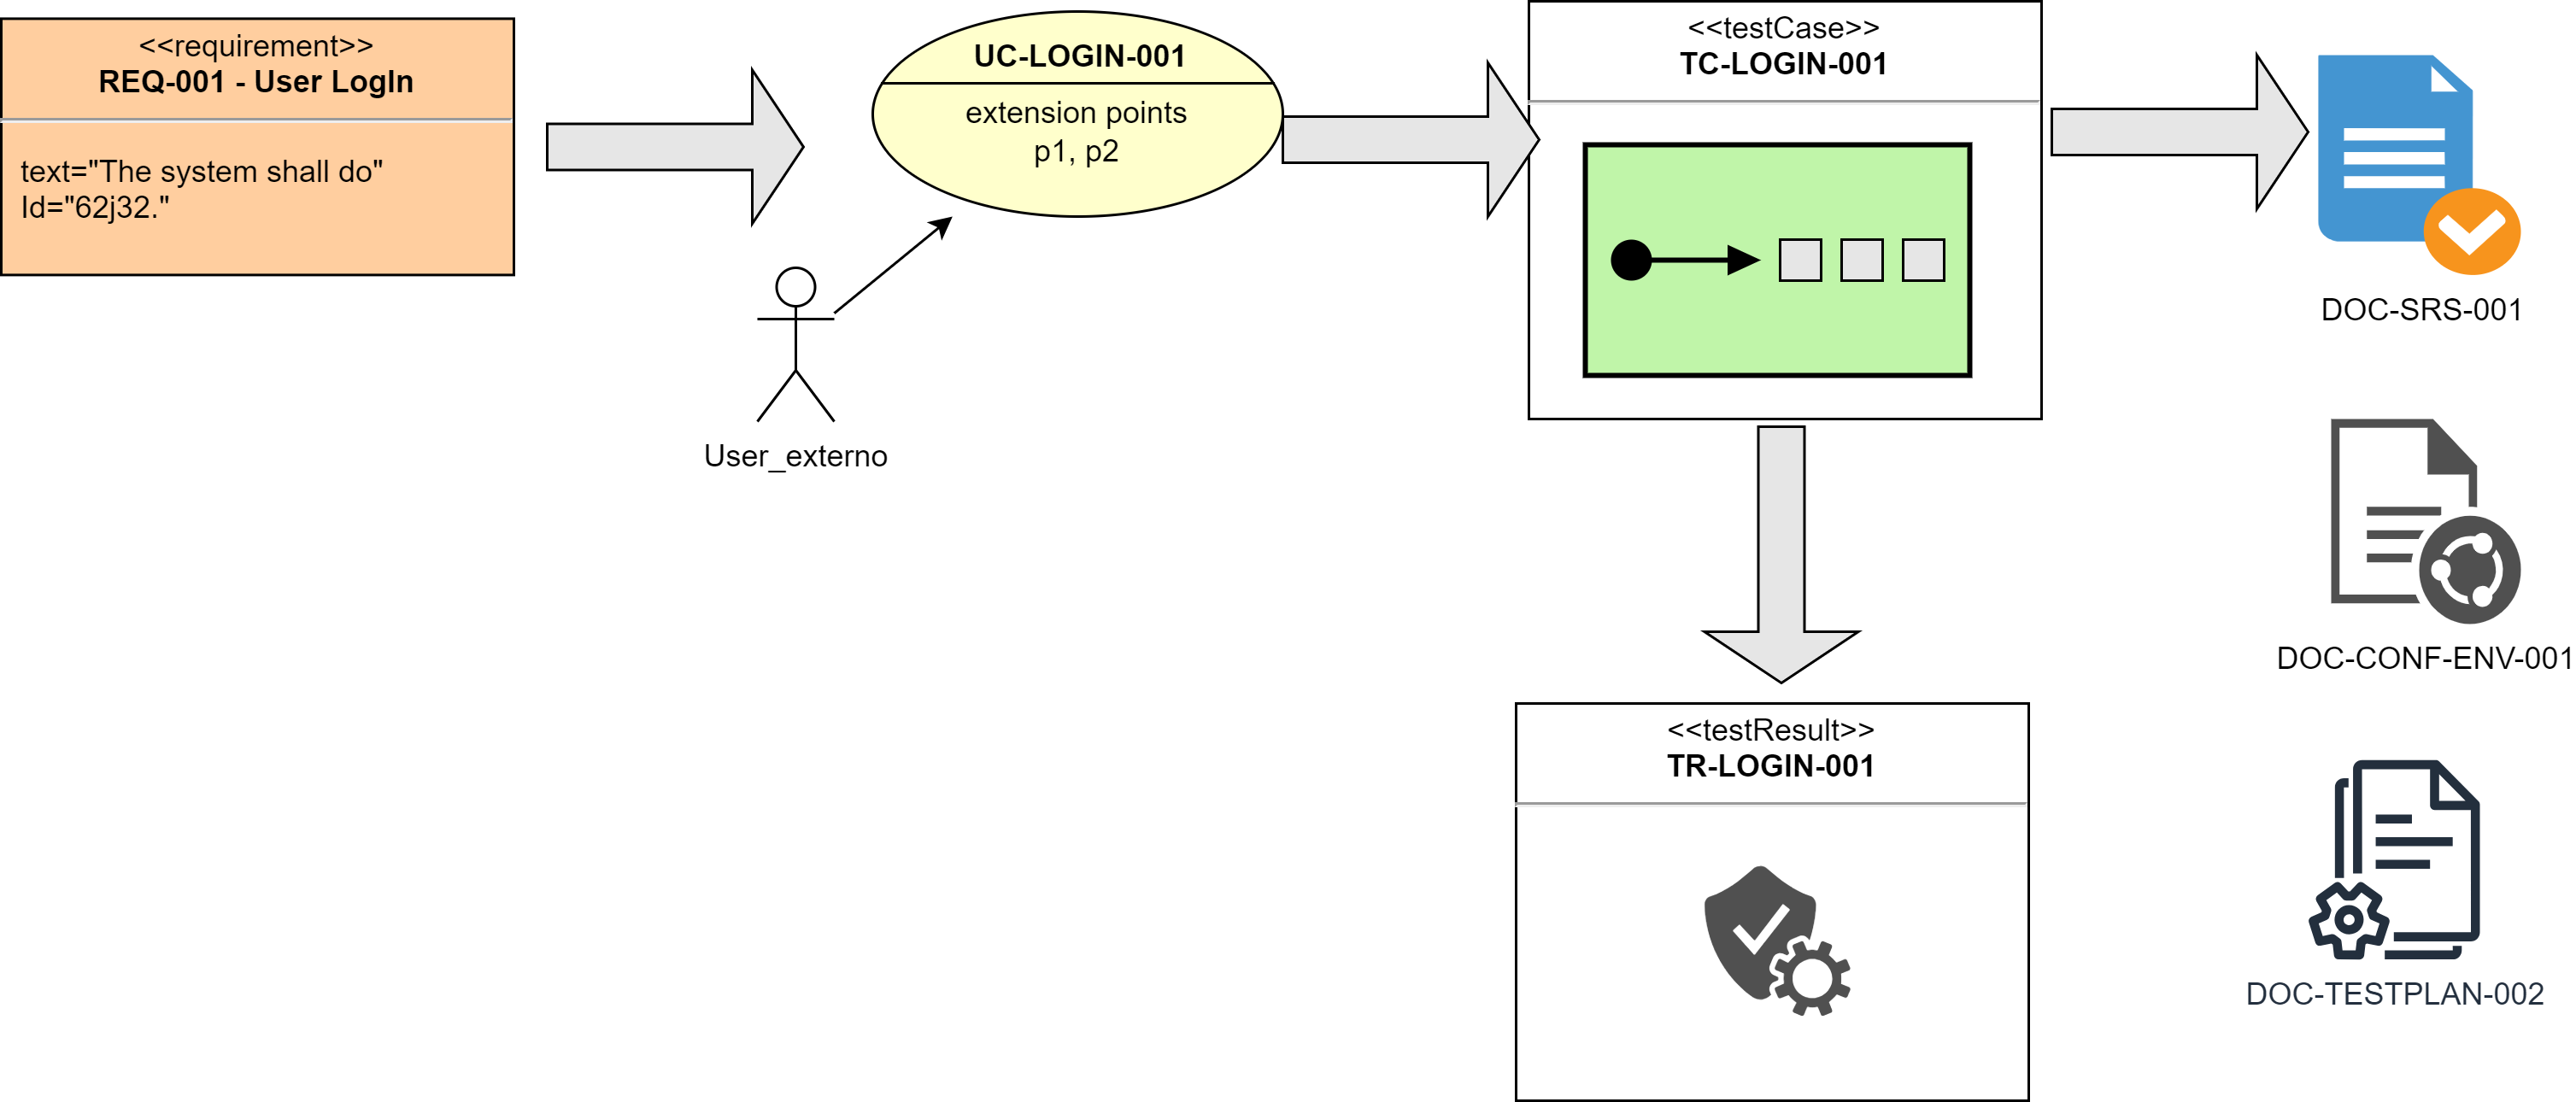 <<requirement>>
REQ-001 - User LogIn
text="The system shall do"
Id="62j32."
UC-LOGIN-001
extension points
p1, p2
User_externo
<<testCase>>
TC-LOGIN-001
<<testResult>>
TR-LOGIN-001
DOC-SRS-001
DOC-CONF-ENV-001
DOC-TESTPLAN-002